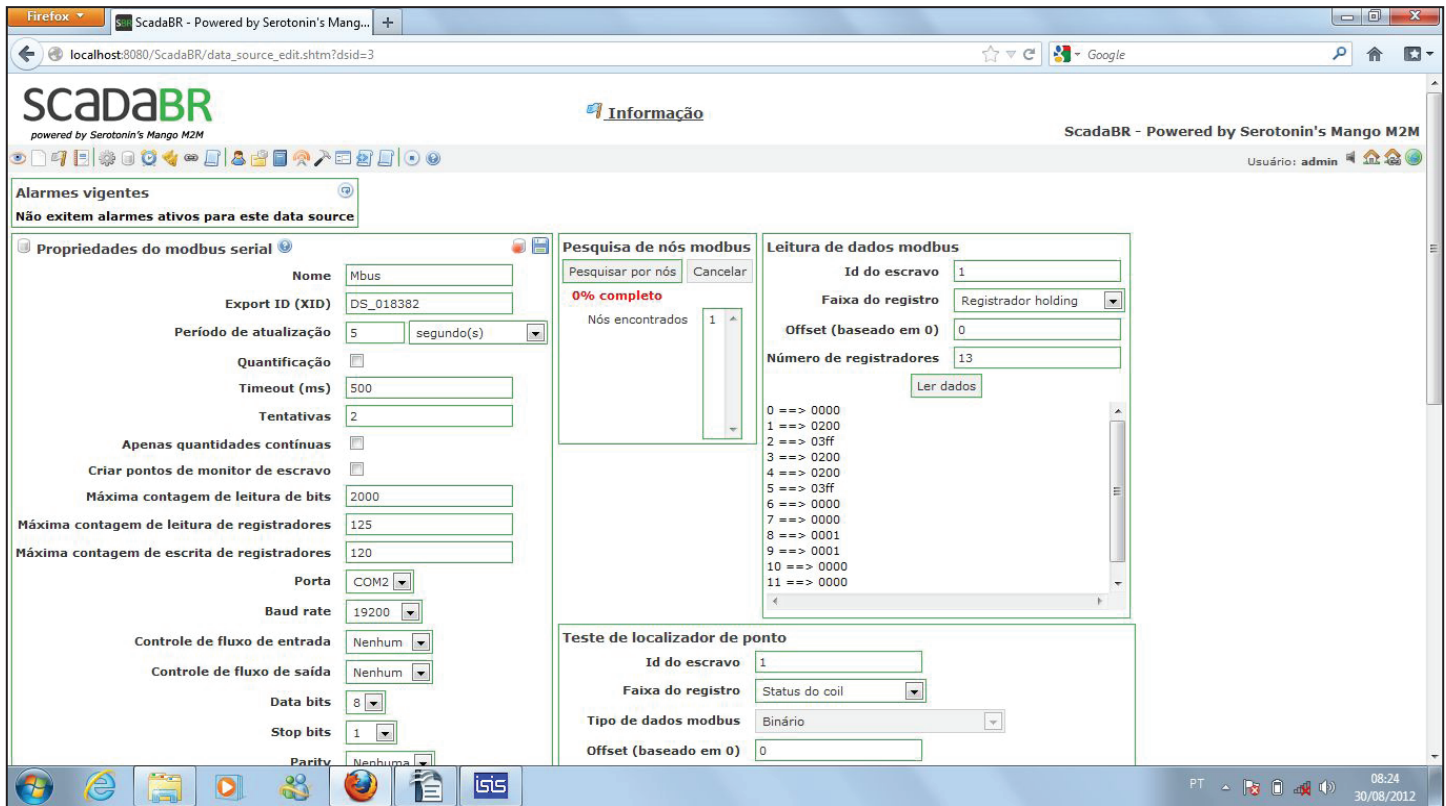 Firefox
ScadaBR - Powered by Serotonin's Mang...
localhost:8080/ScadaBR/data_source_edit.shtm?dsid=3
Google
SCADABR
powered by Serotonin's Mango M2M
Informação
ScadaBR - Powered by Serotonin's Mango M2M
Usuário: admin
Alarmes vigentes
Não exitem alarmes ativos para este data source
Propriedades do modbus serial
Nome Mbus
Export ID (XID) DS_018382
Período de atualização 5 segundo(s)
Quantificação
Timeout (ms) 500
Tentativas 2
Apenas quantidades contínuas
Criar pontos de monitor de escravo
Máxima contagem de leitura de bits 2000
Máxima contagem de leitura de registradores 125
Máxima contagem de escrita de registradores 120
Porta COM2
Baud rate 19200
Controle de fluxo de entrada Nenhum
Controle de fluxo de saída Nenhum
Data bits 8
Stop bits 1
Parity Nenhuma
Pesquisa de nós modbus
Pesquisar por nós Cancelar
0% completo
Nós encontrados 1
Leitura de dados modbus
Id do escravo 1
Faixa do registro Registrador holding
Offset (baseado em 0) 0
Número de registradores 13
Ler dados
0 ==> 0000
1 ==> 0200
2 ==> 03ff
3 ==> 0200
4 ==> 0200
5 ==> 03ff
6 ==> 0000
7 ==> 0000
8 ==> 0001
9 ==> 0001
10 ==> 0000
11 ==> 0000
Teste de localizador de ponto
Id do escravo 1
Faixa do registro Status do coil
Tipo de dados modbus Binário
Offset (baseado em 0) 0
isis
PT
08:24
30/08/2012